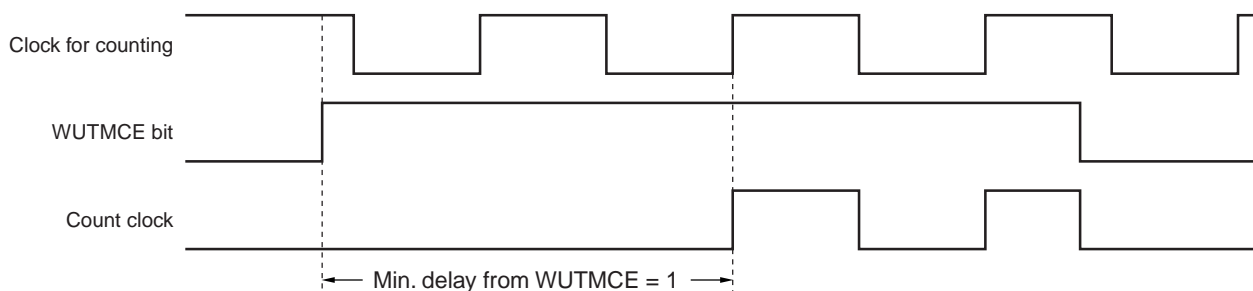 Clock for counting
WUTMCE bit
Count clock
Min. delay from WUTMCE = 1